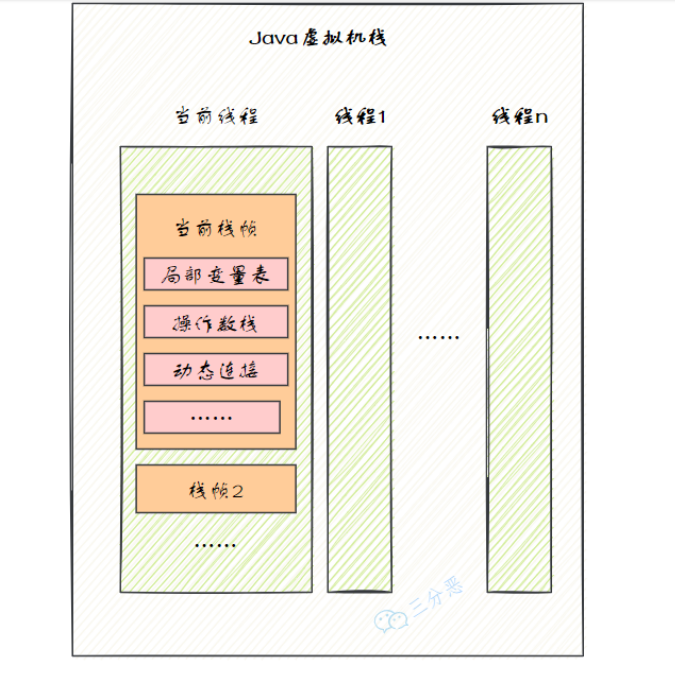 Java虚拟机栈
当前线程
线程1
线程n
当前栈帧
局部变量表
操作数栈
动态连接
……
栈帧2
……
……
三分恶